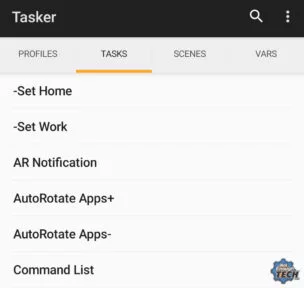 Tasker
PROFILES TASKS SCENES VARS
-Set Home
-Set Work
AR Notification
AutoRotate Apps+
AutoRotate Apps-
Command List
TECH